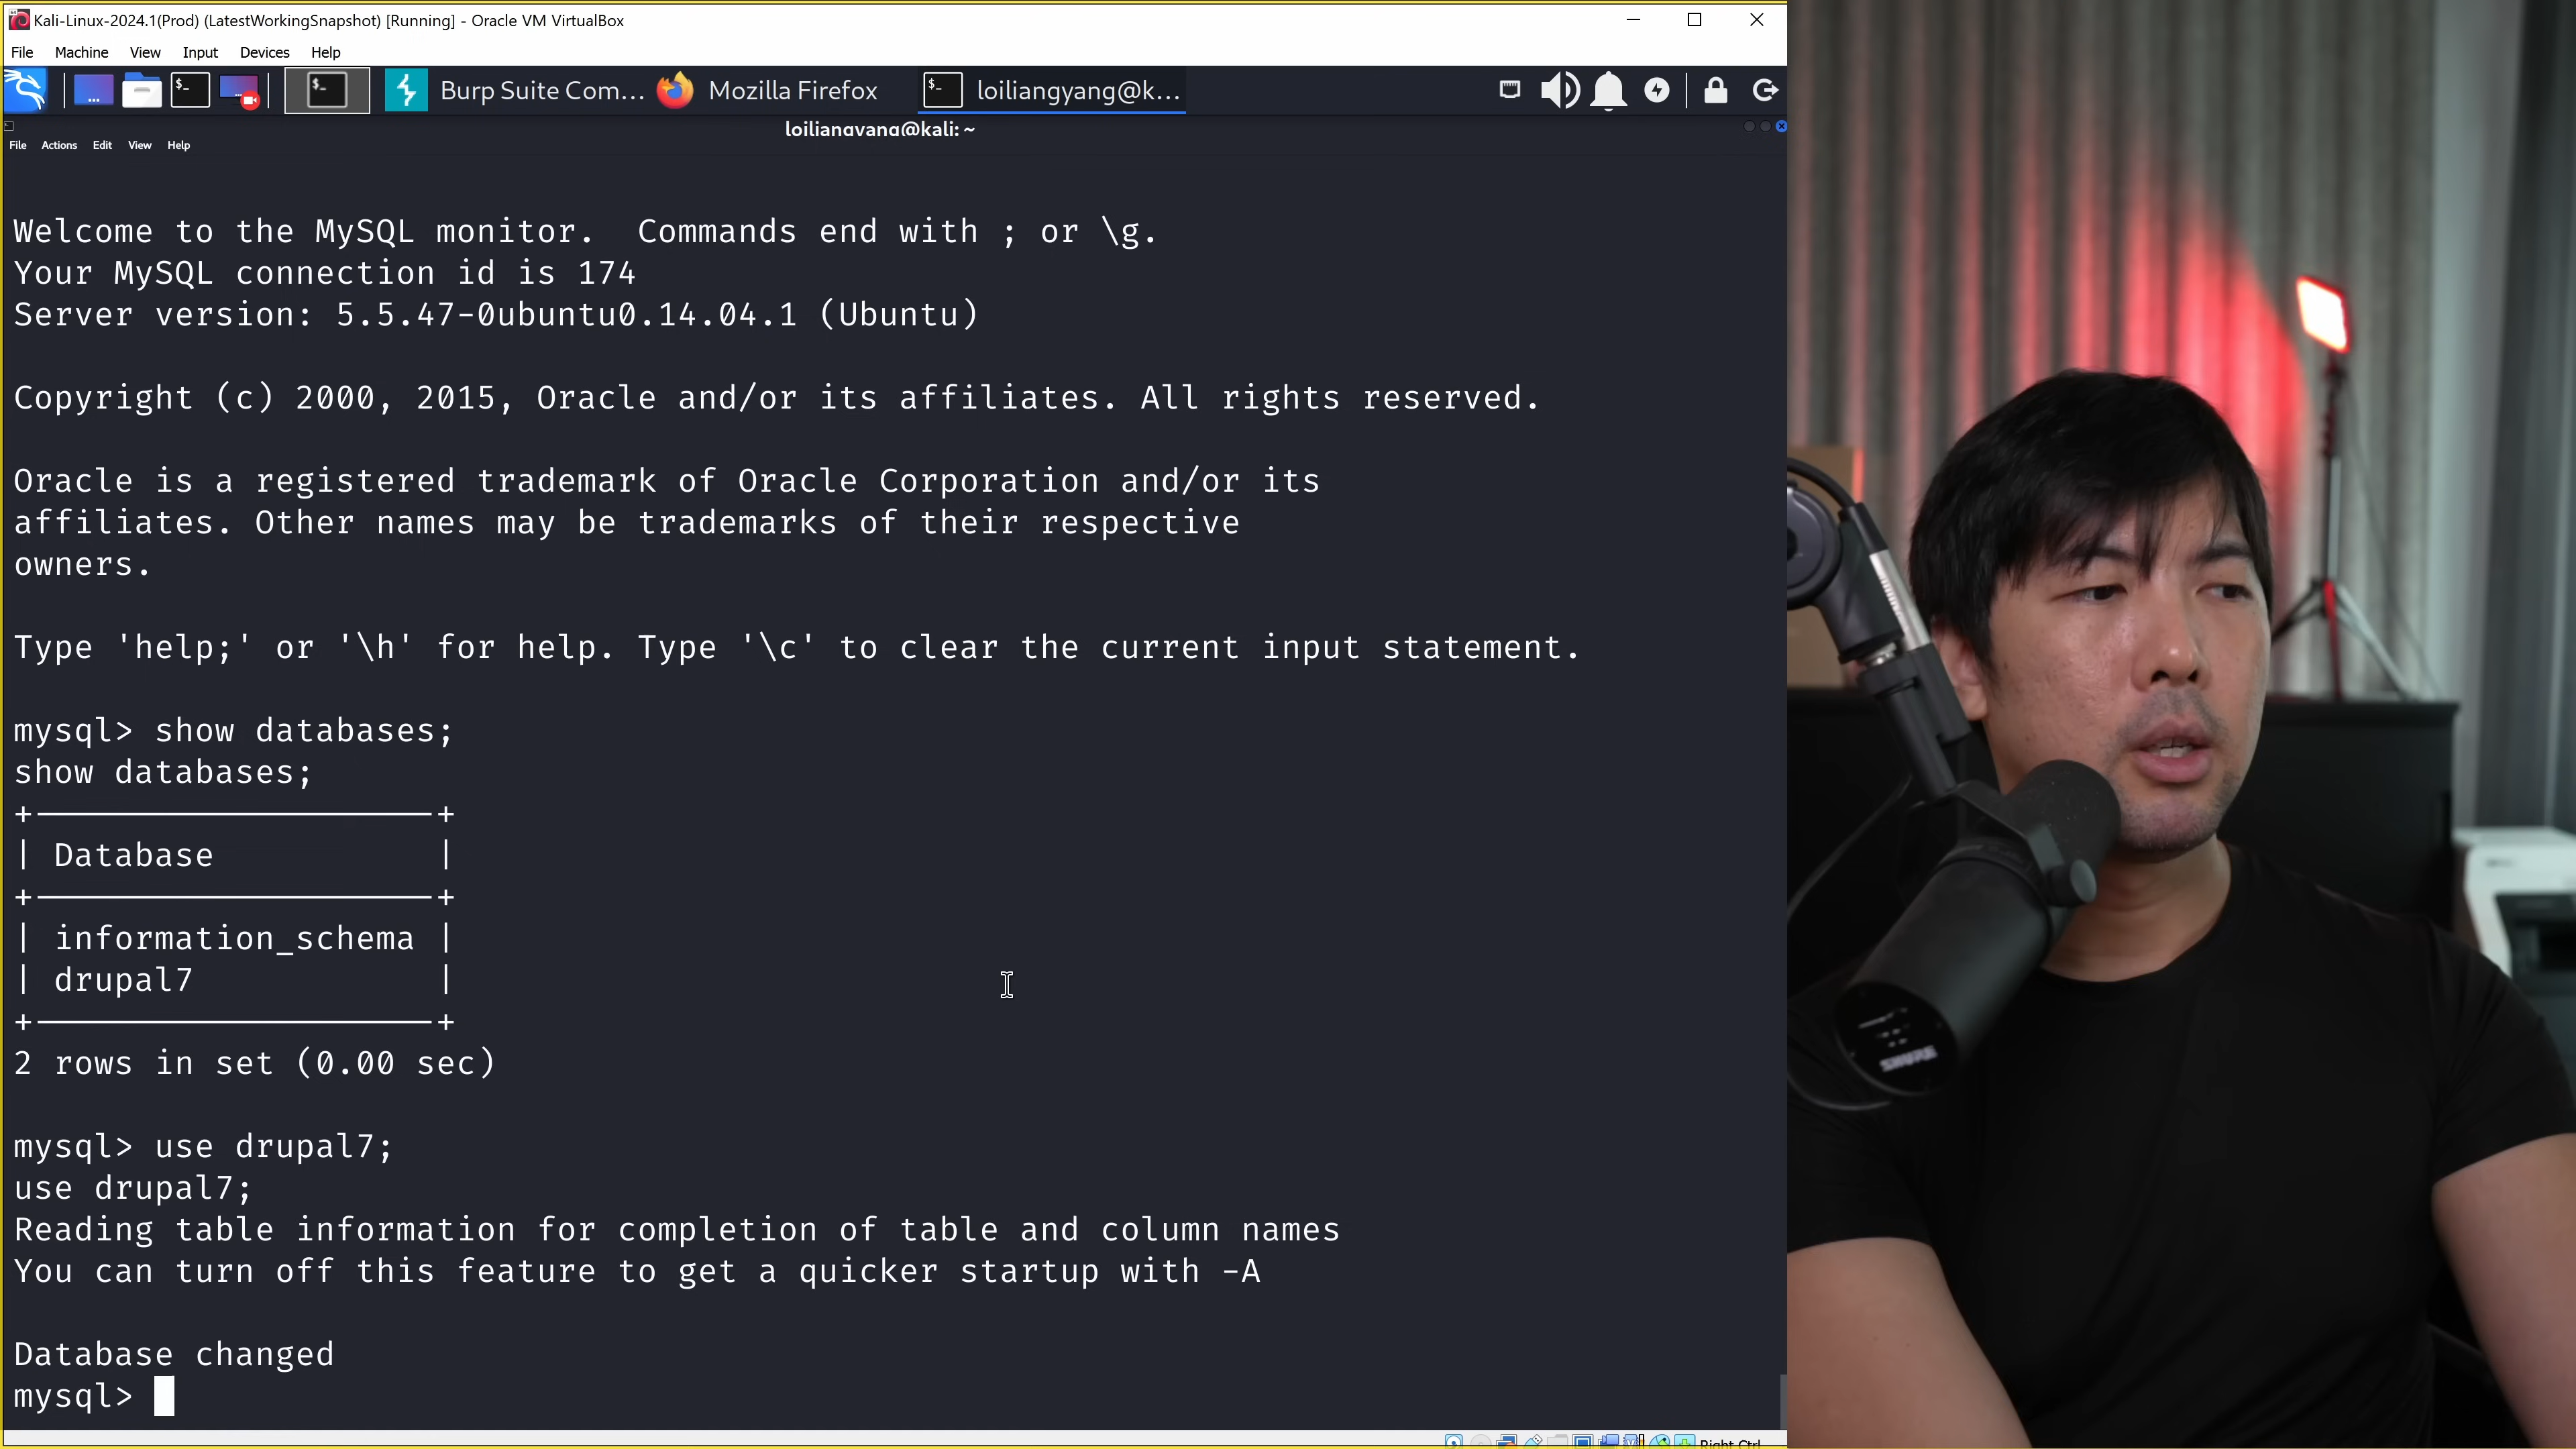 Kali-Linux-2024.1(Prod) (LatestWorkingSnapshot) [Running] - Oracle VM VirtualBox
File Machine View Input Devices Help
Burp Suite Com... Mozilla Firefox loiliangyang@k...
loiliangyang@kali: ~
File Actions Edit View Help
Welcome to the MySQL monitor.  Commands end with ; or \g.
Your MySQL connection id is 174
Server version: 5.5.47-0ubuntu0.14.04.1 (Ubuntu)
Copyright (c) 2000, 2015, Oracle and/or its affiliates. All rights reserved.
Oracle is a registered trademark of Oracle Corporation and/or its
affiliates. Other names may be trademarks of their respective
owners.
Type 'help;' or '\h' for help. Type '\c' to clear the current input statement.
mysql> show databases;
show databases;
| Database |
| information_schema |
| drupal7 |
2 rows in set (0.00 sec)
mysql> use drupal7;
use drupal7;
Reading table information for completion of table and column names
You can turn off this feature to get a quicker startup with -A
Database changed
mysql>
Right Ctrl
SHURE